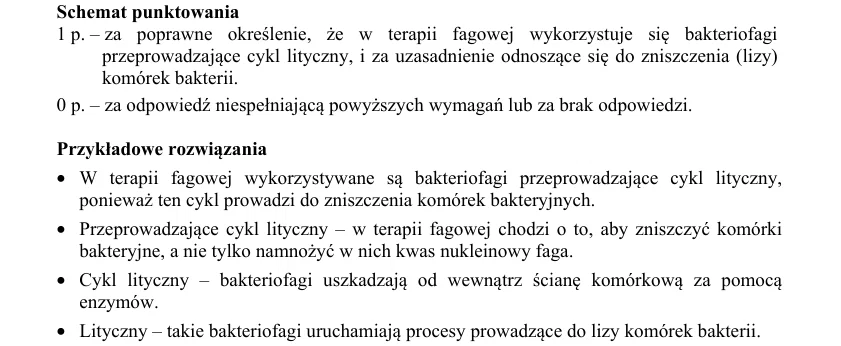 Schemat punktowania
1 p. – za poprawne określenie, że w terapii fagowej wykorzystuje się bakteriofagi
przeprowadzające cykl lityczny, i za uzasadnienie odnoszące się do zniszczenia (lizy)
komórek bakterii.
0 p. – za odpowiedź niespełniającą powyższych wymagań lub za brak odpowiedzi.
Przykładowe rozwiązania
• W terapii fagowej wykorzystywane są bakteriofagi przeprowadzające cykl lityczny,
ponieważ ten cykl prowadzi do zniszczenia komórek bakteryjnych.
• Przeprowadzające cykl lityczny – w terapii fagowej chodzi o to, aby zniszczyć komórki
bakteryjne, a nie tylko namnożyć w nich kwas nukleinowy faga.
• Cykl lityczny – bakteriofagi uszkadzają od wewnątrz ścianę komórkową za pomocą
enzymów.
• Lityczny – takie bakteriofagi uruchamiają procesy prowadzące do lizy komórek bakterii.